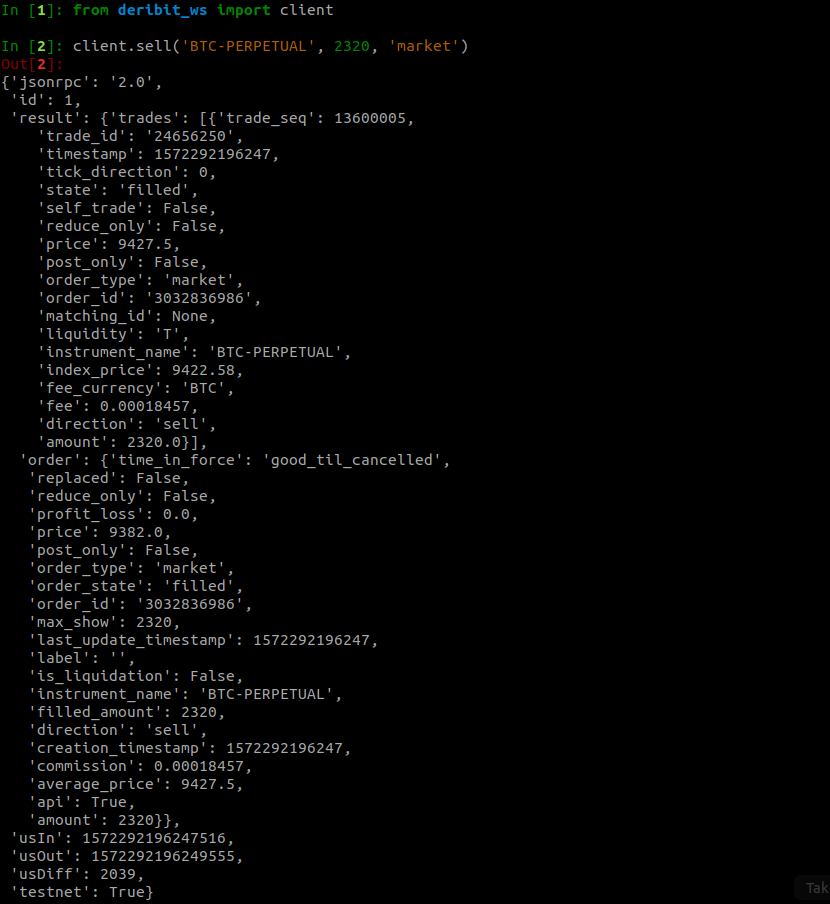 In [1]: from deribit_ws import client
In [2]: client.sell('BTC-PERPETUAL', 2320, 'market')
Out[2]:
{'jsonrpc': '2.0',
 'id': 1,
 'result': {'trades': [{'trade_seq': 13600005,
    'trade_id': '24656250',
    'timestamp': 1572292196247,
    'tick_direction': 0,
    'state': 'filled',
    'self_trade': False,
    'reduce_only': False,
    'price': 9427.5,
    'post_only': False,
    'order_type': 'market',
    'order_id': '3032836986',
    'matching_id': None,
    'liquidity': 'T',
    'instrument_name': 'BTC-PERPETUAL',
    'index_price': 9422.58,
    'fee_currency': 'BTC',
    'fee': 0.00018457,
    'direction': 'sell',
    'amount': 2320.0}],
  'order': {'time_in_force': 'good_til_cancelled',
   'replaced': False,
   'reduce_only': False,
   'profit_loss': 0.0,
   'price': 9382.0,
   'post_only': False,
   'order_type': 'market',
   'order_state': 'filled',
   'order_id': '3032836986',
   'max_show': 2320,
   'last_update_timestamp': 1572292196247,
   'label': '',
   'is_liquidation': False,
   'instrument_name': 'BTC-PERPETUAL',
   'filled_amount': 2320,
   'direction': 'sell',
   'creation_timestamp': 1572292196247,
   'commission': 0.00018457,
   'average_price': 9427.5,
   'api': True,
   'amount': 2320}},
 'usIn': 1572292196247516,
 'usOut': 1572292196249555,
 'usDiff': 2039,
 'testnet': True}
Tak